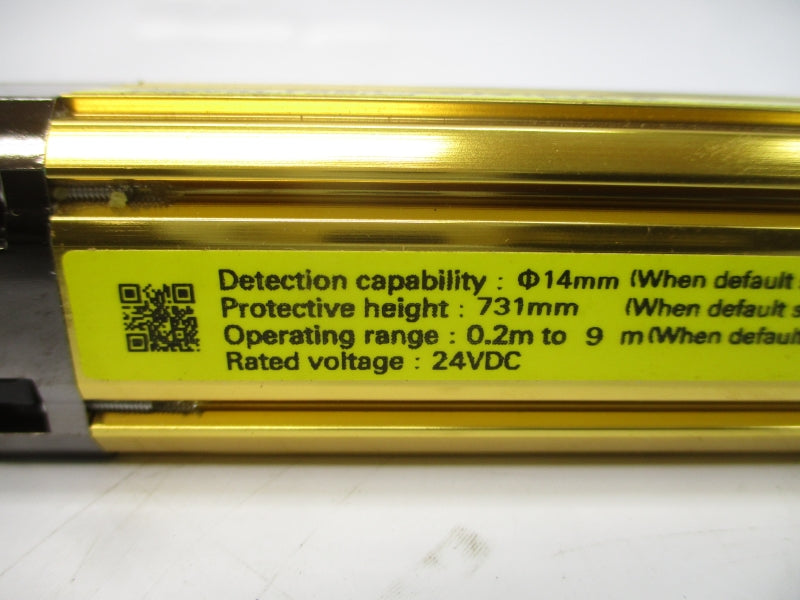 Detection capability : Φ14mm (When default
Protective height : 731mm (When default
Operating range : 0.2m to 9 m (When default
Rated voltage : 24VDC